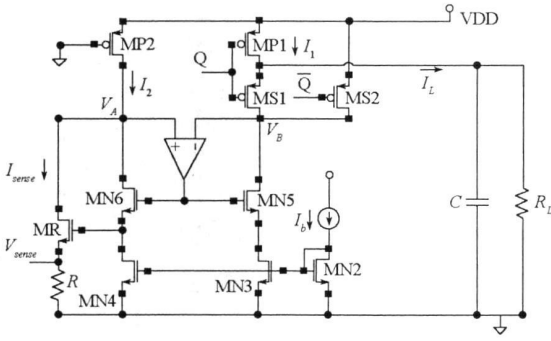 VDD
MP2
Q
MP1
I1
I2
MS1
Q̅
MS2
IL
VA
VB
+
-
Isense
MN6
MN5
Ib
C
RL
MR
Vsense
R
MN4
MN3
MN2